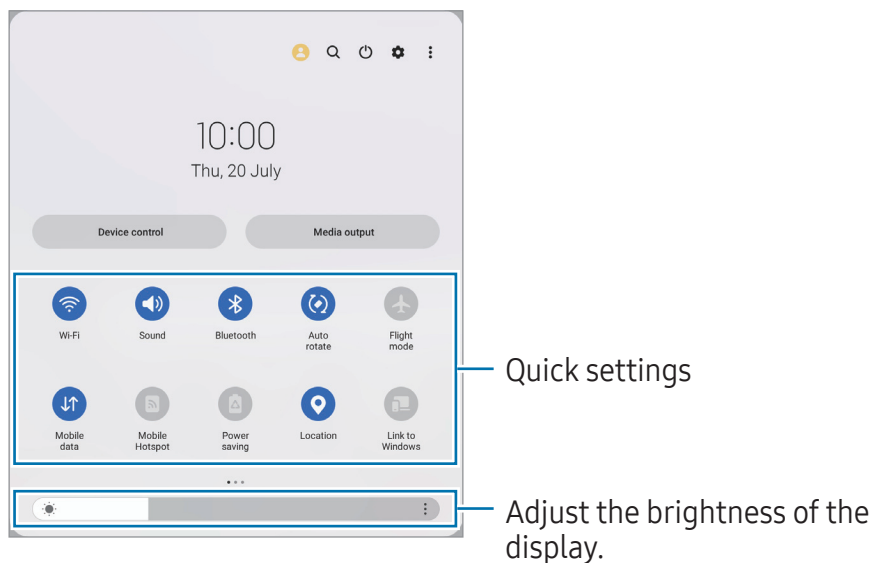 10:00
Thu, 20 July
Device control
Media output
Wi-Fi
Sound
Bluetooth
Auto
rotate
Flight
mode
Quick settings
Mobile
data
Mobile
Hotspot
Power
saving
Location
Link to
Windows
Adjust the brightness of the
display.